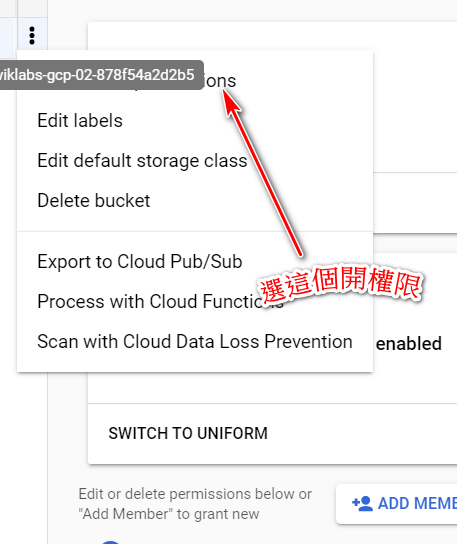 wiklabs-gcp-02-878f54a2d2b5
Edit labels
Edit default storage class
Delete bucket
Export to Cloud Pub/Sub
選這個開權限
Process with Cloud Functions
Scan with Cloud Data Loss Prevention
enabled
SWITCH TO UNIFORM
Edit or delete permissions below or
"Add Member" to grant new
ADD MEME